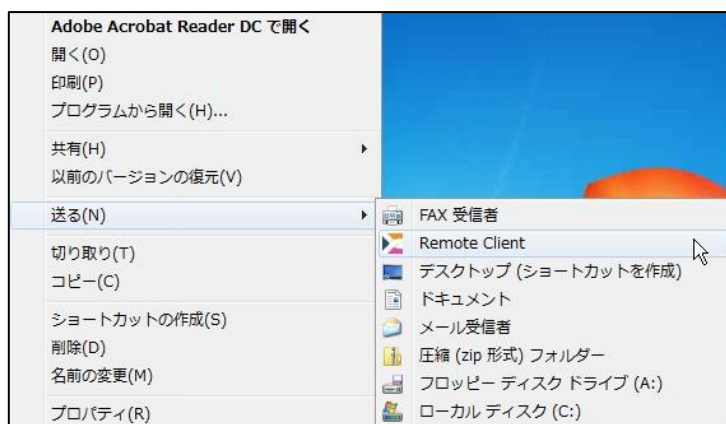 Adobe Acrobat Reader DC で開く
開く(O)
印刷(P)
プログラムから開く(H)...
共有(H)
以前のバージョンの復元(V)
送る(N)
切り取り(T)
コピー(C)
ショートカットの作成(S)
削除(D)
名前の変更(M)
プロパティ(R)
FAX 受信者
Remote Client
デスクトップ (ショートカットを作成)
ドキュメント
メール受信者
圧縮 (zip 形式) フォルダー
フロッピー ディスク ドライブ (A:)
ローカル ディスク (C:)